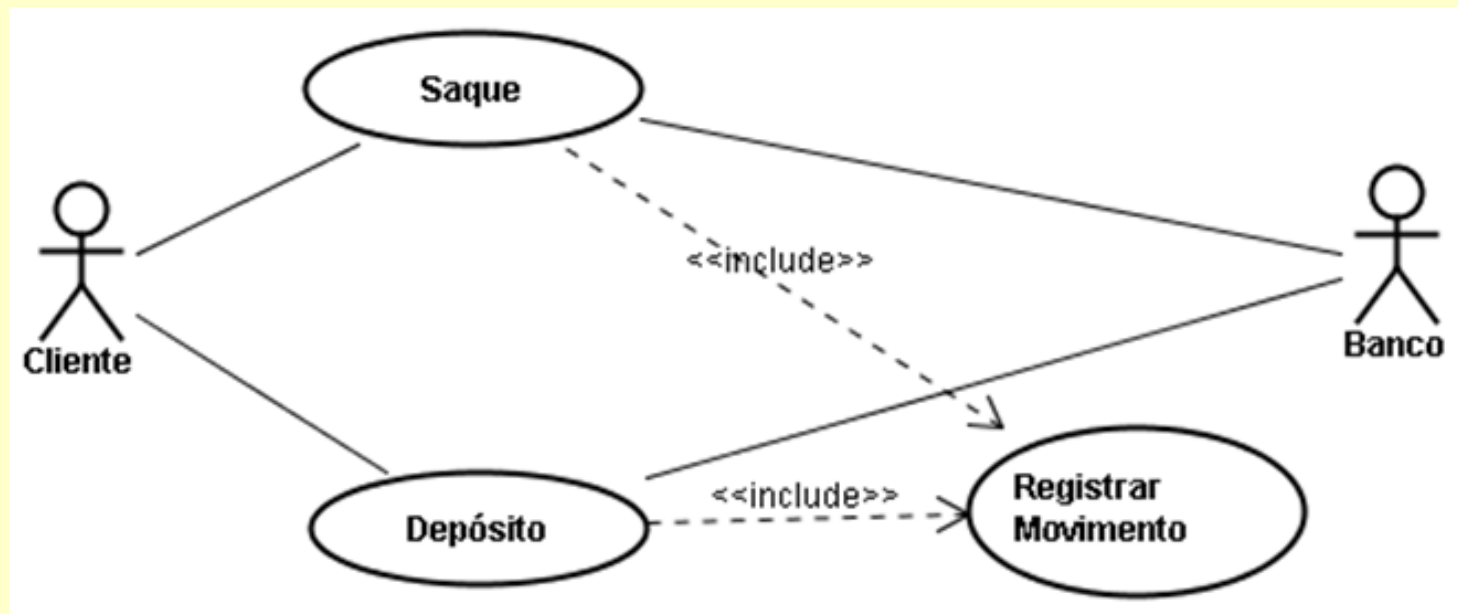 Saque
<<include>>
Cliente
Banco
<<include>>
Registrar
Movimento
Depósito